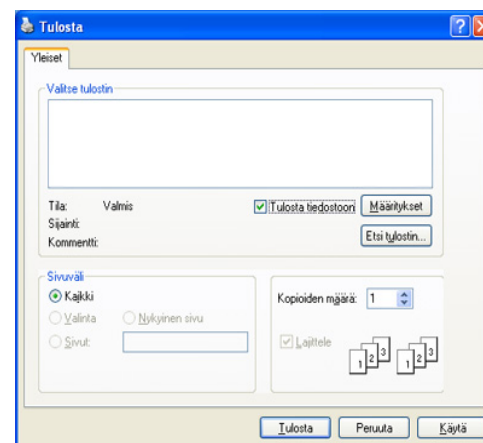 Tulosta
Yleiset
Valitse tulostin
Tila: Valmis
Tulosta tiedostoon
Määritykset
Sijainti:
Kommentti:
Etsi tulostin...
Sivuväli
Kaikki
Valinta
Nykyinen sivu
Sivut:
Kopioiden määrä: 1
Lajittele
1 2 3 1 2 3
Tulosta Peruuta Käytä